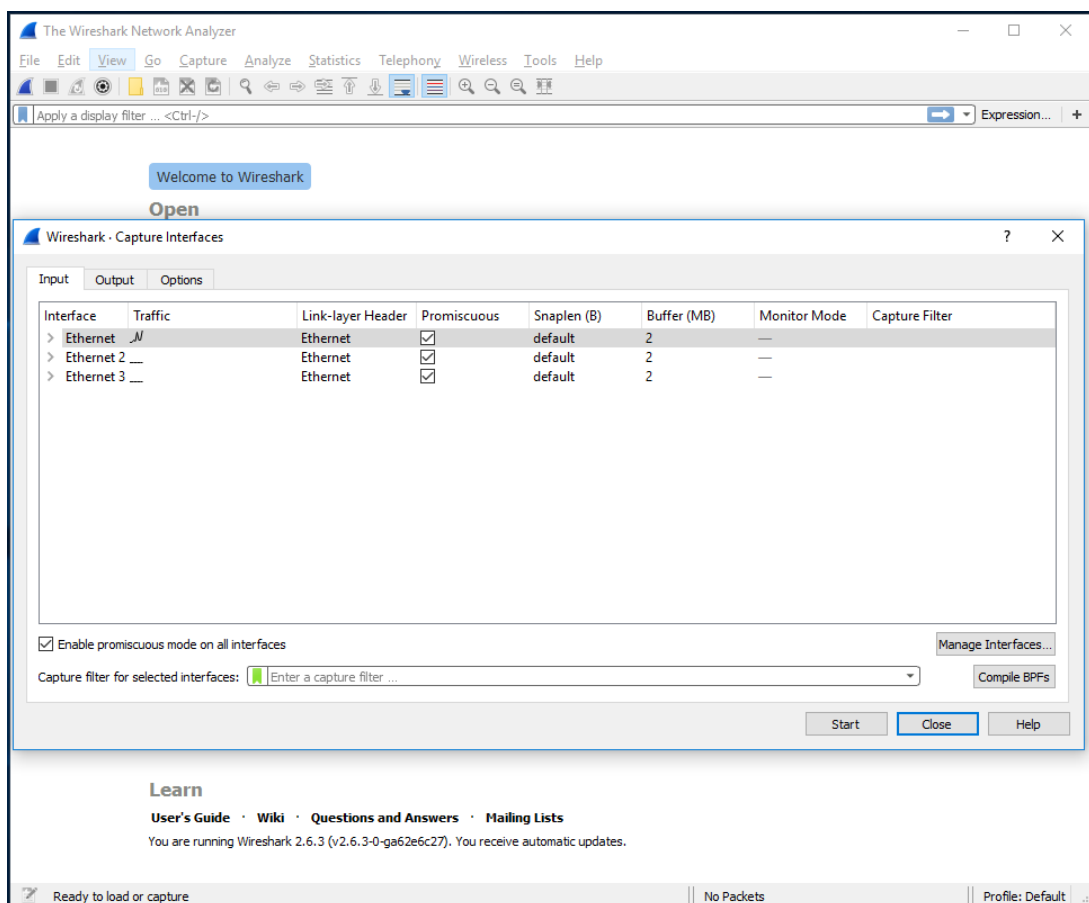 The Wireshark Network Analyzer
File Edit View Go Capture Analyze Statistics Telephony Wireless Tools Help
Apply a display filter ... <Ctrl-/> Expression... +
Welcome to Wireshark
Open
Wireshark · Capture Interfaces ?
Input Output Options
Interface Traffic Link-layer Header Promiscuous Snaplen (B) Buffer (MB) Monitor Mode Capture Filter
Ethernet Ethernet default 2 —
Ethernet 2 Ethernet default 2 —
Ethernet 3 Ethernet default 2 —
Enable promiscuous mode on all interfaces Manage Interfaces...
Capture filter for selected interfaces: Enter a capture filter ... Compile BPFs
Start Close Help
Learn
User's Guide · Wiki · Questions and Answers · Mailing Lists
You are running Wireshark 2.6.3 (v2.6.3-0-ga62e6c27). You receive automatic updates.
Ready to load or capture No Packets Profile: Default